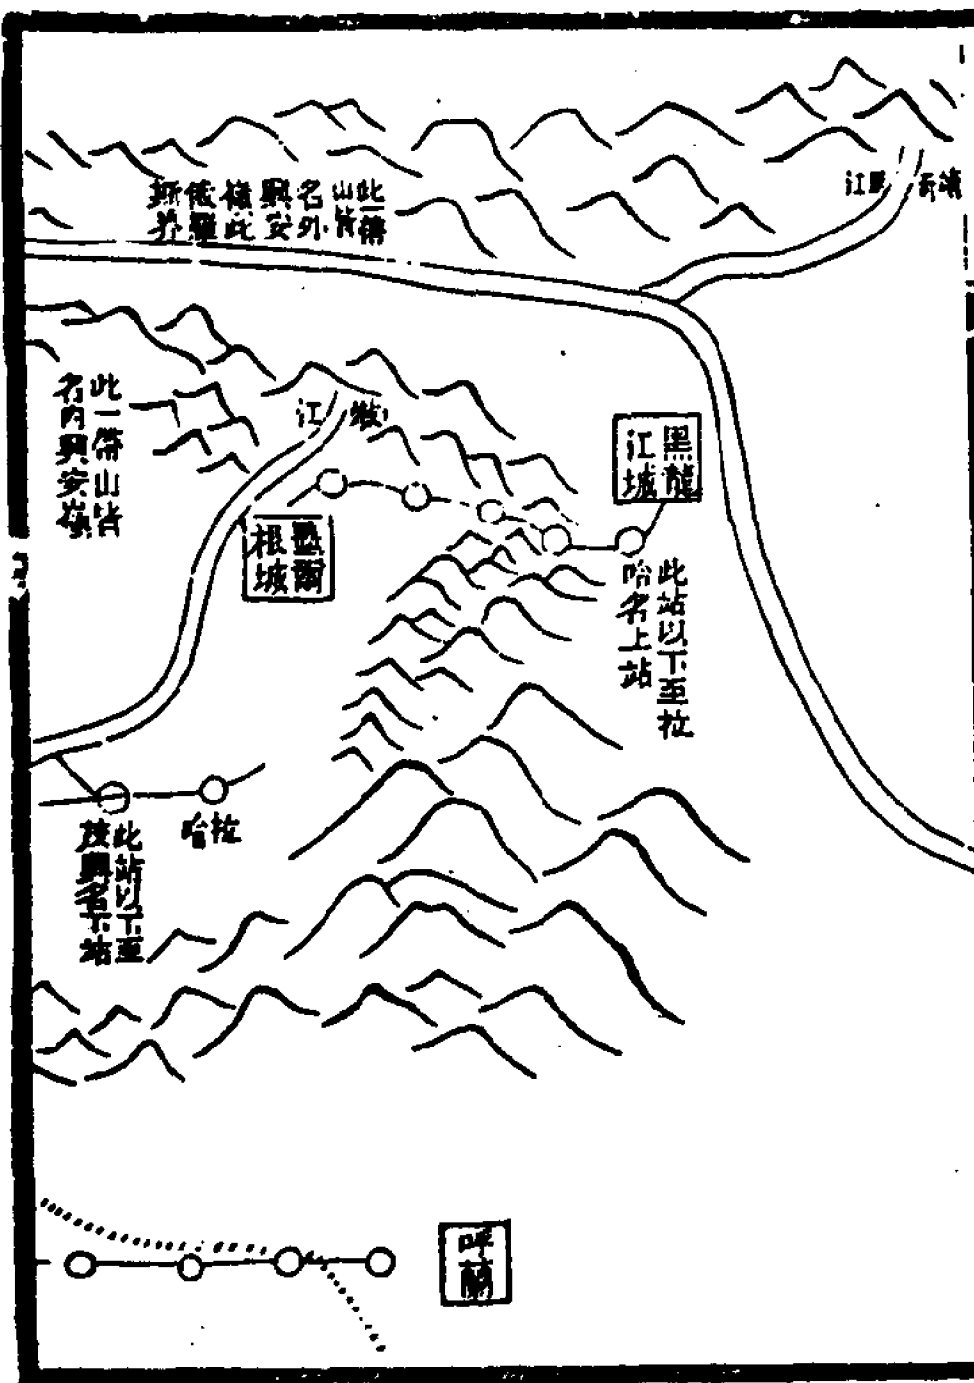 此一帶
山皆
名外
興安
嶺此
俄羅
斯界
江
此一帶山皆
名內興安嶺
江
黑龍
江城
墨爾
根城
此站以下至拉
哈名上站
拉哈
此站以下至
茂興名下站
呼蘭